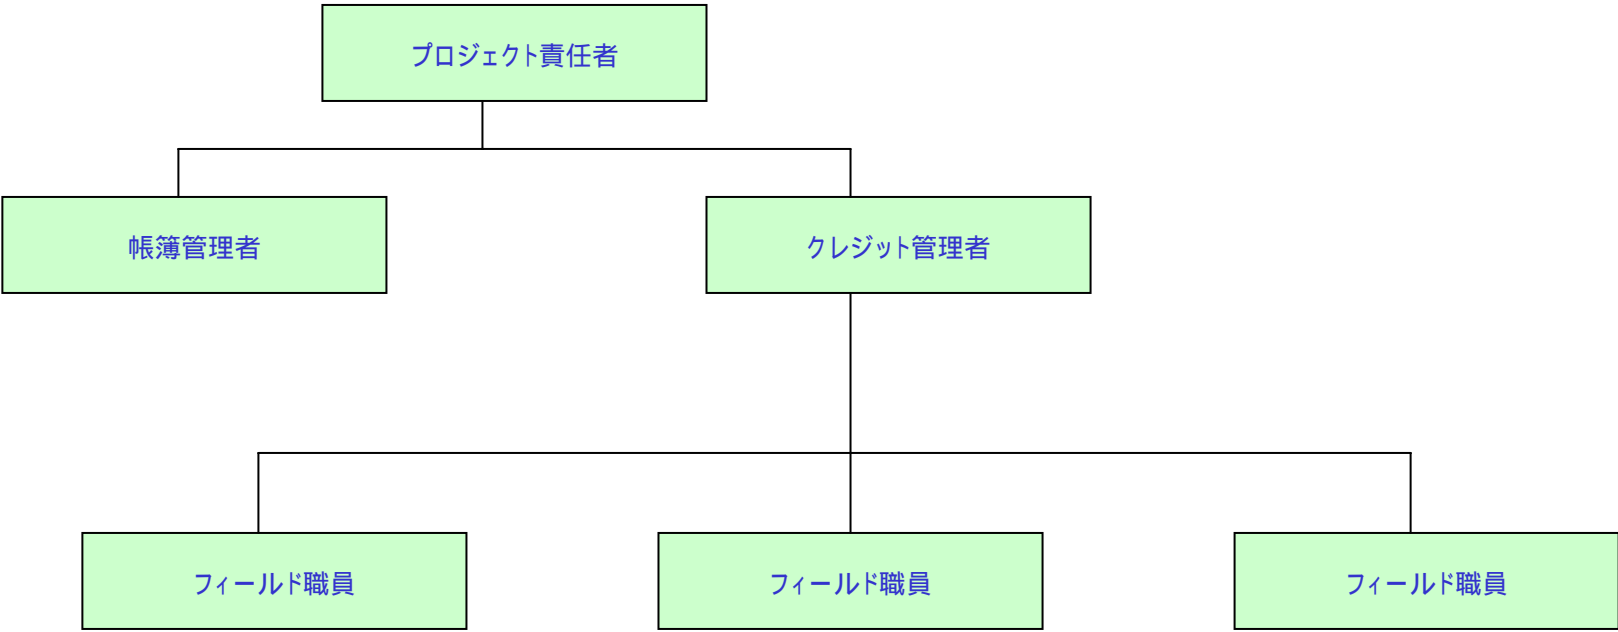 プロジェクト責任者
帳簿管理者
クレジット管理者
フィールド職員
フィールド職員
フィールド職員